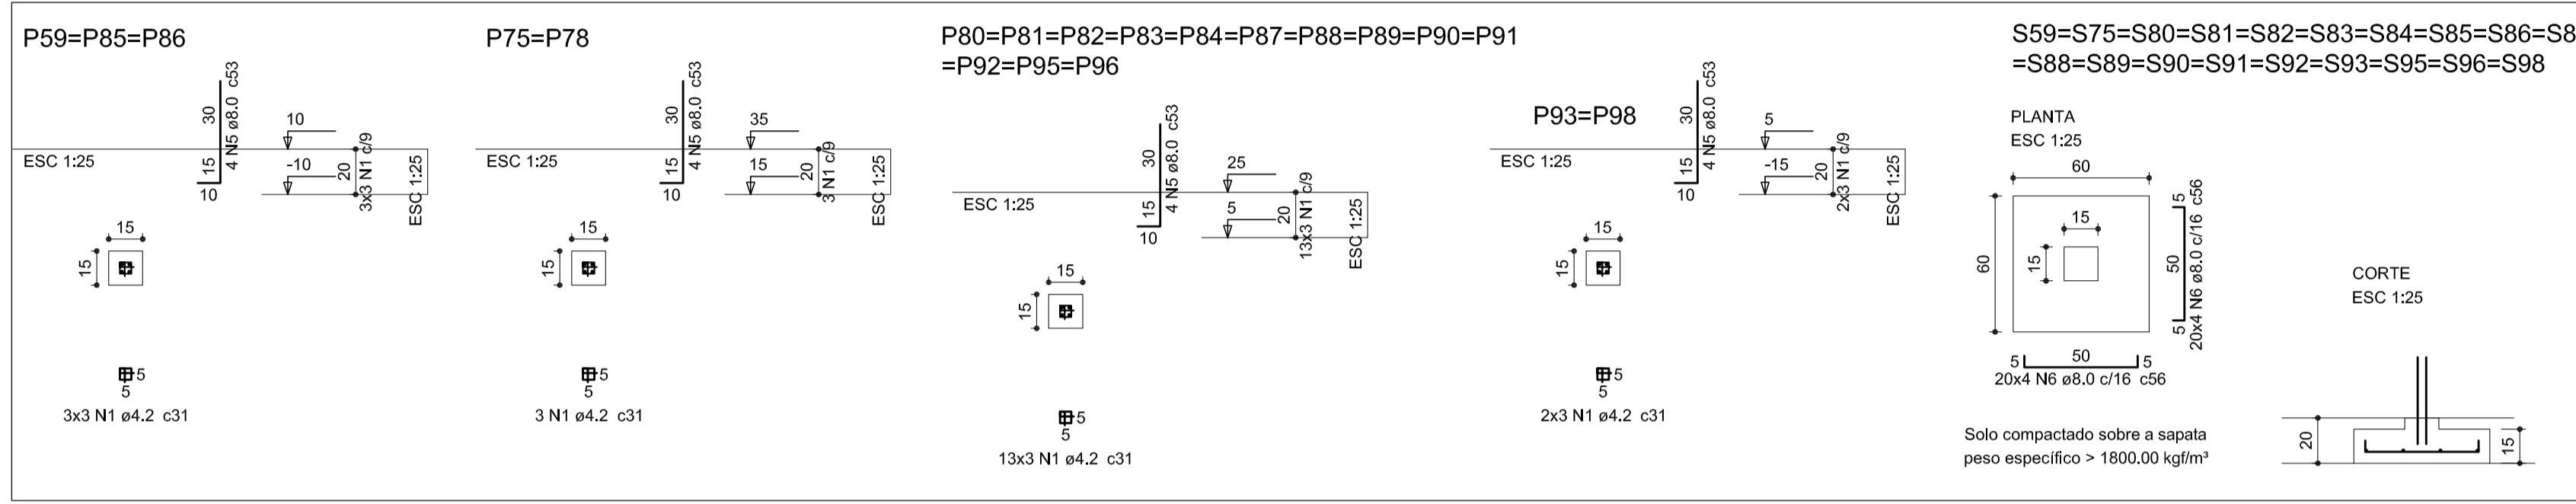 P59=P85=P86
30
15
10
4 N5 ø8.0 c53
10
-10
20
3x3 N1 c/9
ESC 1:25
ESC 1:25
15
15
5
5
3x3 N1 ø4.2 c31
P75=P78
30
15
10
4 N5 ø8.0 c53
35
15
20
3 N1 c/9
ESC 1:25
ESC 1:25
15
15
5
5
3 N1 ø4.2 c31
P80=P81=P82=P83=P84=P87=P88=P89=P90=P91
=P92=P95=P96
30
15
10
4 N5 ø8.0 c53
25
5
20
13x3 N1 c/9
ESC 1:25
ESC 1:25
15
15
5
5
13x3 N1 ø4.2 c31
P93=P98
30
15
10
4 N5 ø8.0 c53
5
-15
20
2x3 N1 c/9
ESC 1:25
ESC 1:25
15
15
5
5
2x3 N1 ø4.2 c31
S59=S75=S80=S81=S82=S83=S84=S85=S86=S8
=S88=S89=S90=S91=S92=S93=S95=S96=S98
PLANTA
ESC 1:25
60
60
15
15
5
50
5
20x4 N6 ø8.0 c/16 c56
5 50 5
20x4 N6 ø8.0 c/16 c56
Solo compactado sobre a sapata
peso específico > 1800.00 kgf/m³
CORTE
ESC 1:25
20
15